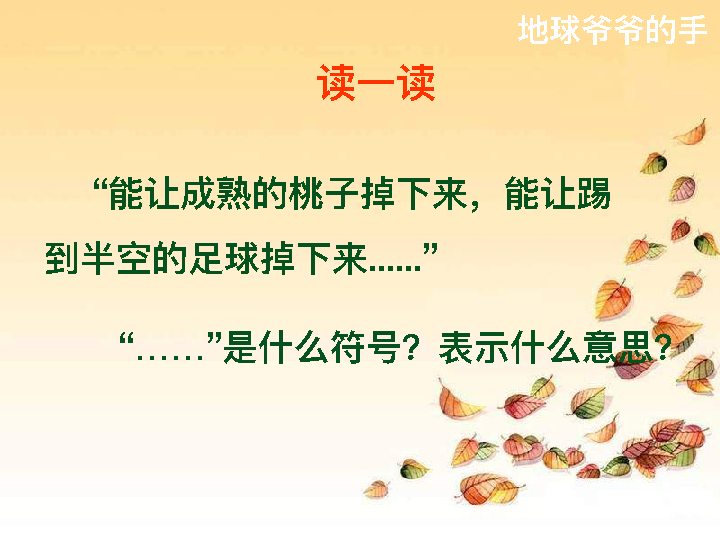 地球爷爷的手
读一读
“能让成熟的桃子掉下来，能让踢
到半空的足球掉下来......”
“……”是什么符号？表示什么意思？